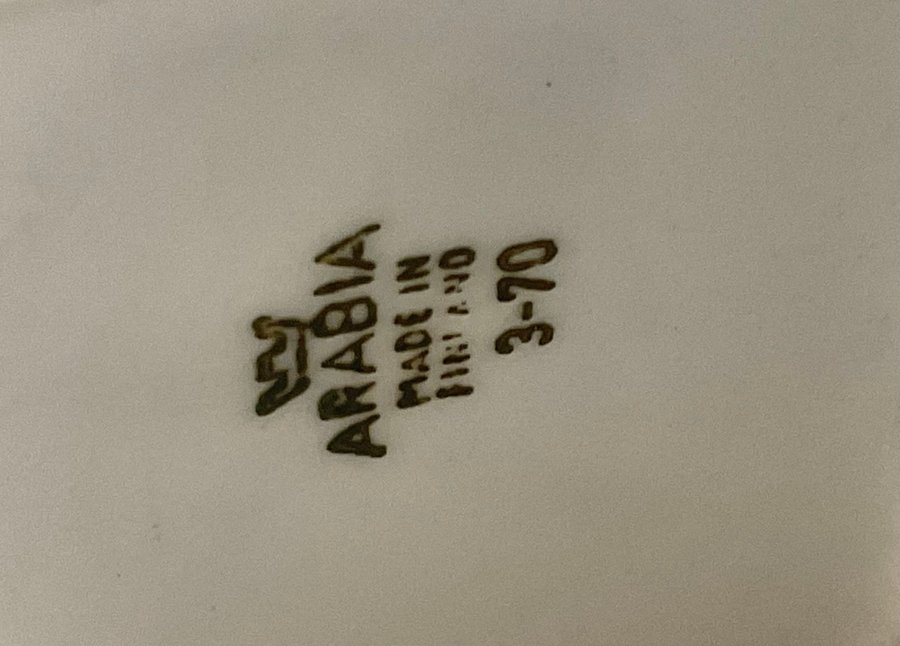 ARABIA
MADE IN
FINLAND
3-70